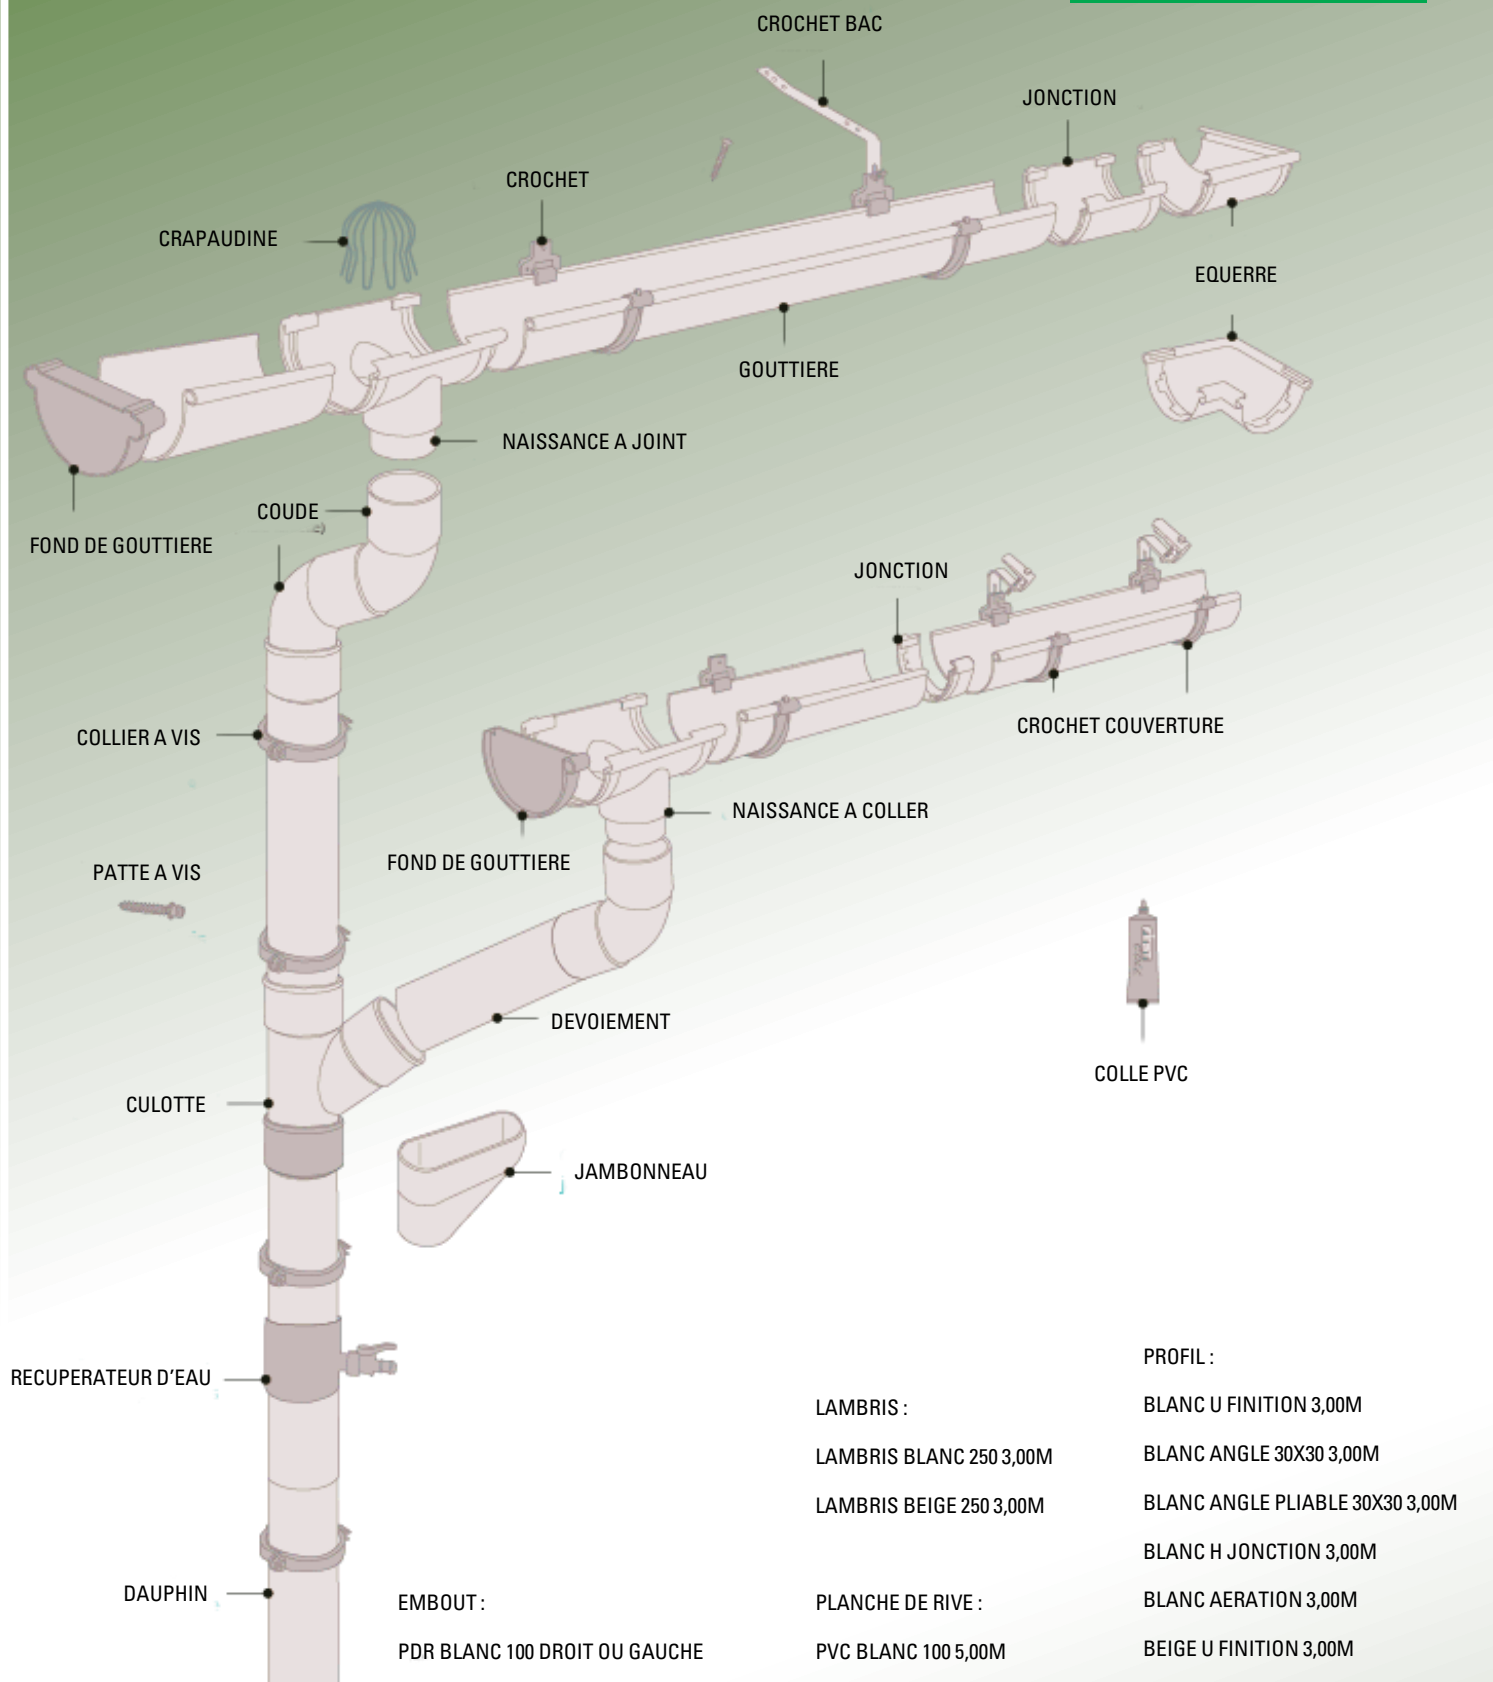 CROCHET BAC
JONCTION
CROCHET
CRAPAUDINE
EQUERRE
GOUTTIERE
NAISSANCE A JOINT
COUDE
FOND DE GOUTTIERE
JONCTION
CROCHET COUVERTURE
COLLIER A VIS
NAISSANCE A COLLER
FOND DE GOUTTIERE
PATTE A VIS
DEVOIEMENT
COLLE PVC
CULOTTE
JAMBONNEAU
RECUPERATEUR D'EAU
DAUPHIN
EMBOUT :
PDR BLANC 100 DROIT OU GAUCHE
LAMBRIS :
LAMBRIS BLANC 250 3,00M
LAMBRIS BEIGE 250 3,00M
PLANCHE DE RIVE :
PVC BLANC 100 5,00M
PROFIL :
BLANC U FINITION 3,00M
BLANC ANGLE 30X30 3,00M
BLANC ANGLE PLIABLE 30X30 3,00M
BLANC H JONCTION 3,00M
BLANC AERATION 3,00M
BEIGE U FINITION 3,00M